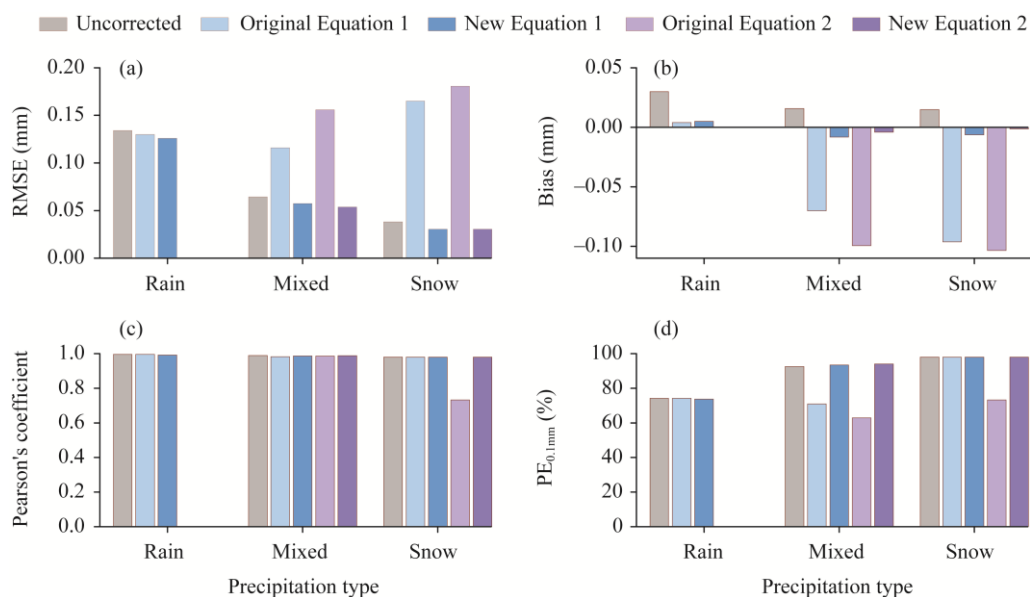 Uncorrected Original Equation 1 New Equation 1 Original Equation 2 New Equation 2
(a)
RMSE (mm)
0.20
0.15
0.10
0.05
0.00
Rain Mixed Snow
(b)
Bias (mm)
0.05
0.00
−0.05
−0.10
Rain Mixed Snow
(c)
Pearson's coefficient
1.0
0.8
0.6
0.4
0.2
0.0
Rain Mixed Snow
Precipitation type
(d)
PE0.1mm (%)
100
80
60
40
20
0
Rain Mixed Snow
Precipitation type